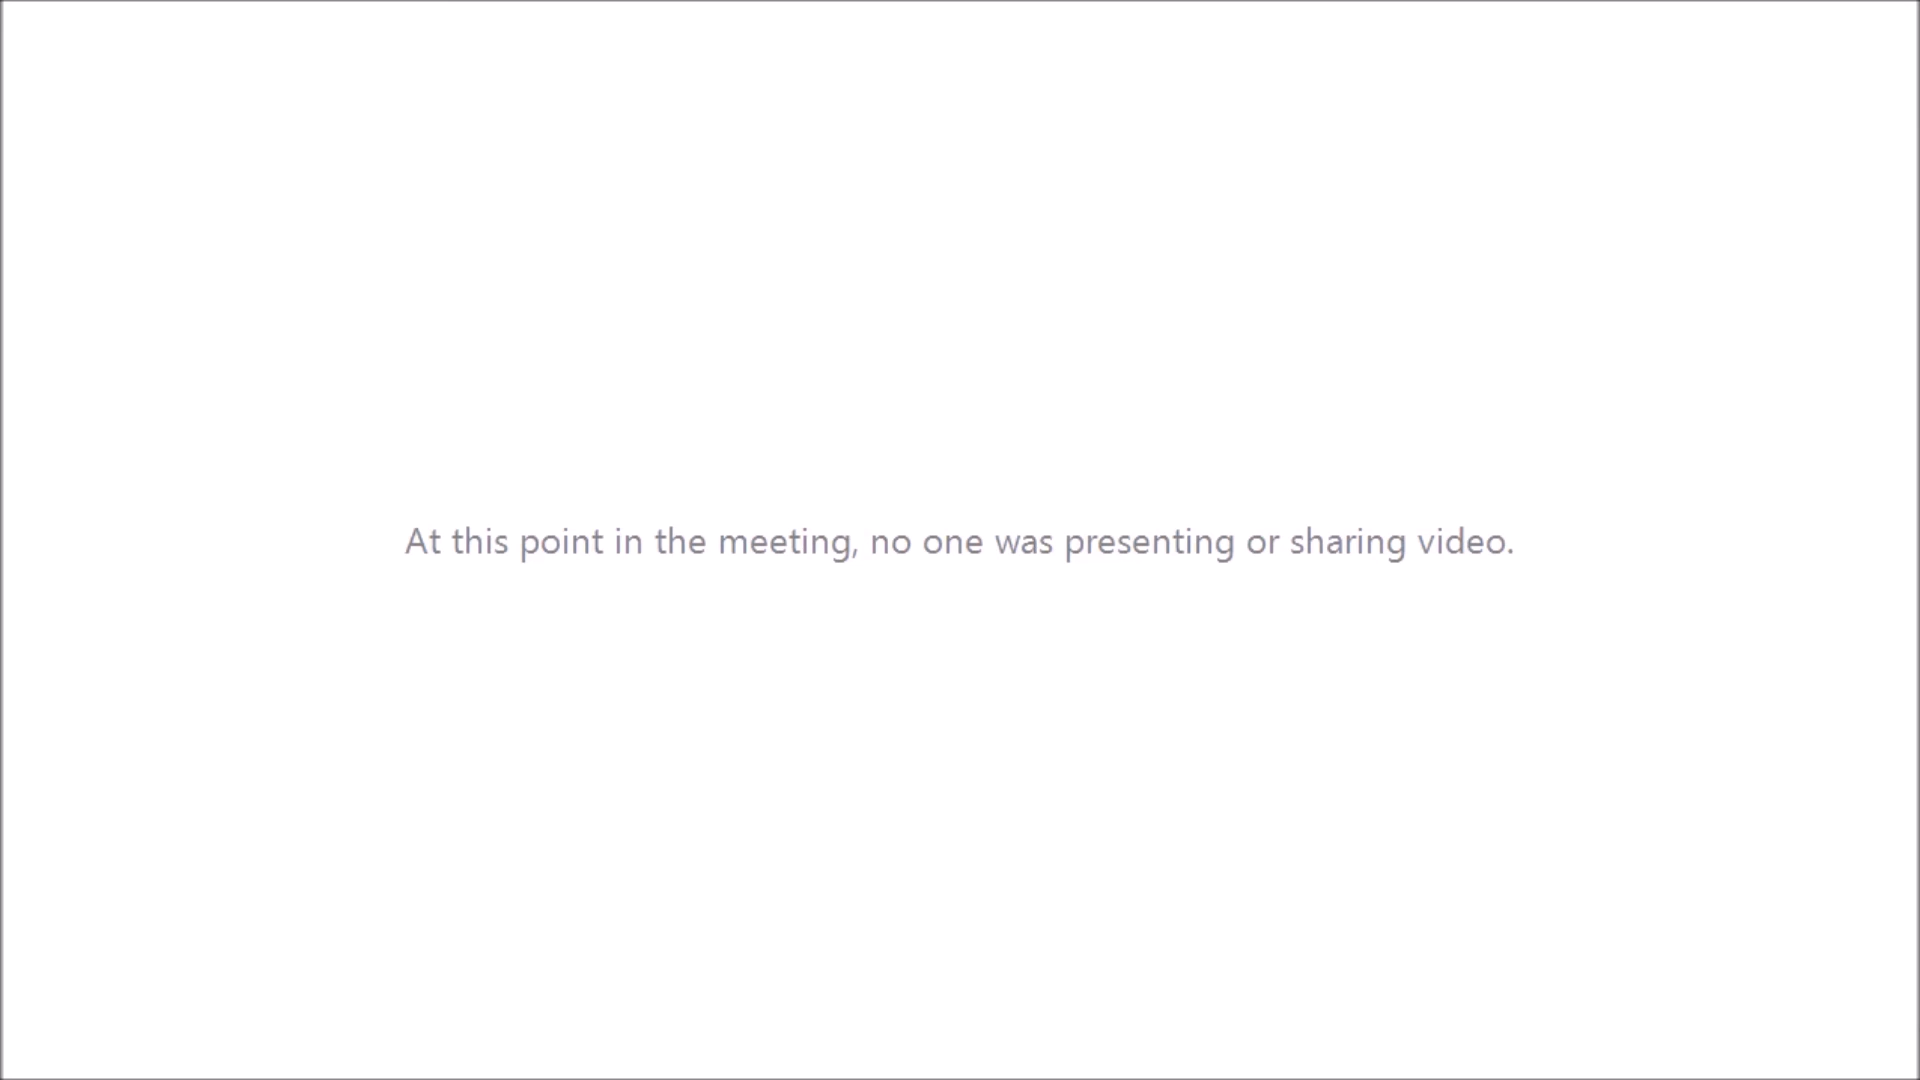 At this point in the meeting, no one was presenting or sharing video.